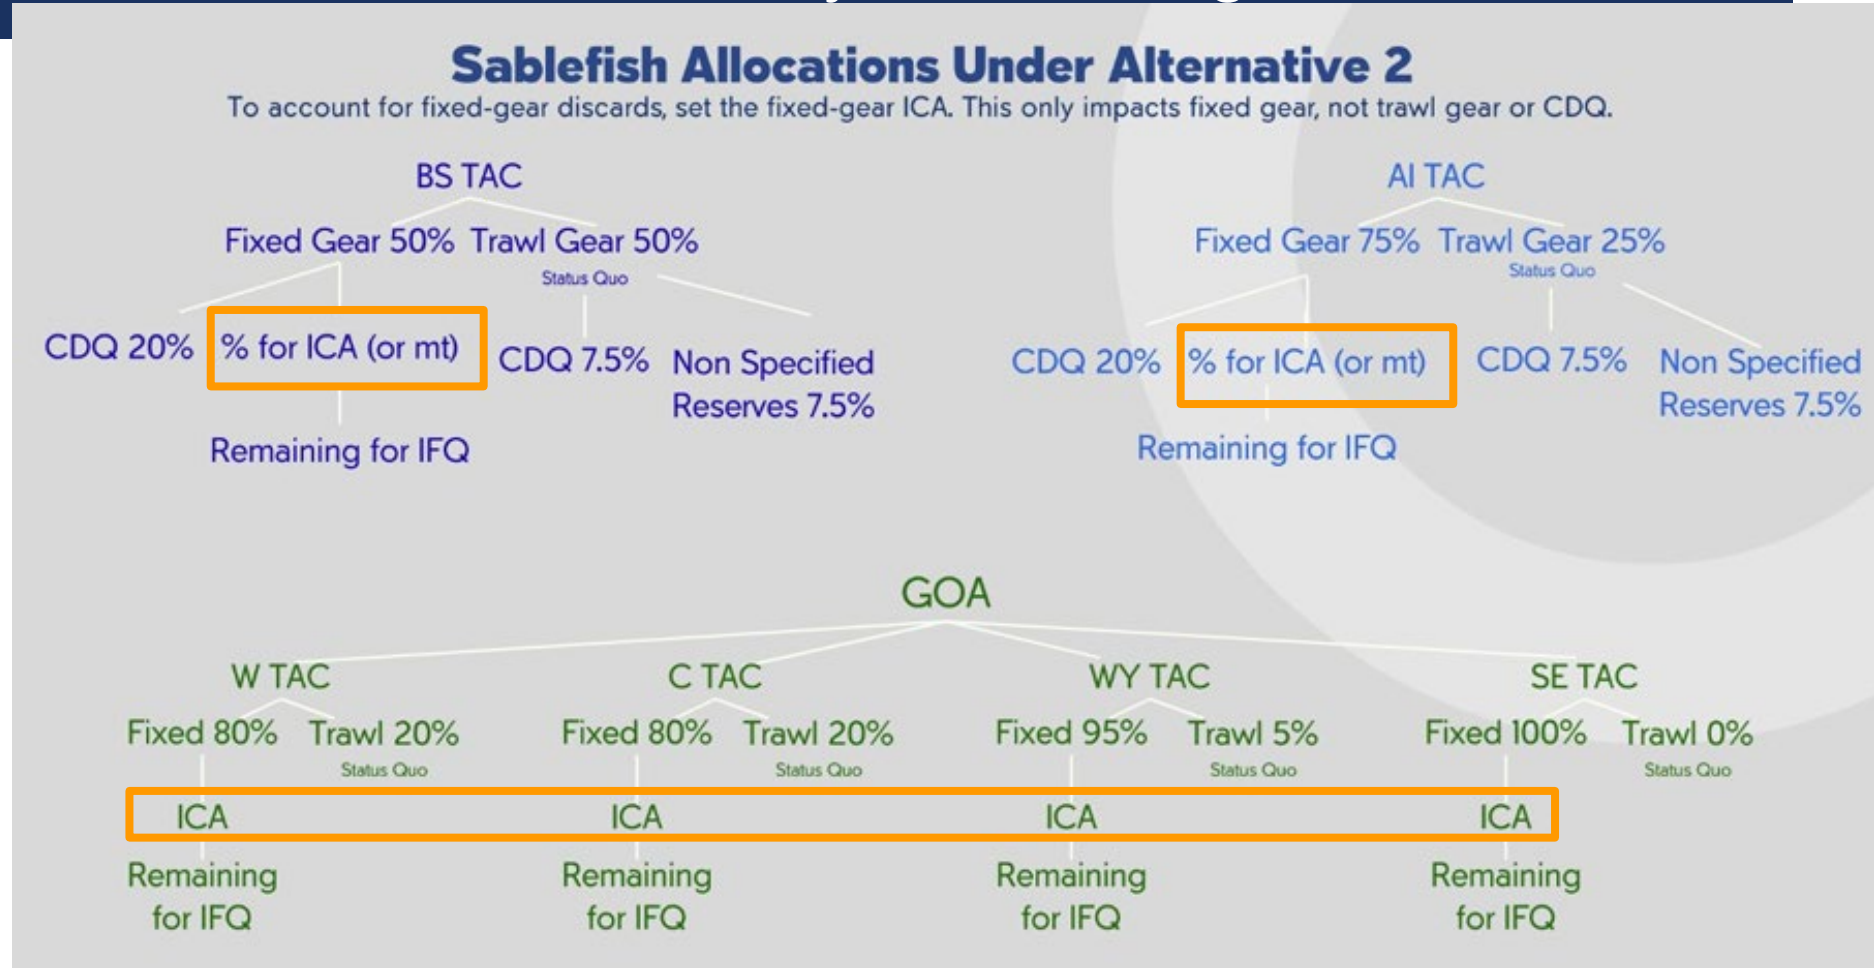 Sablefish Allocations Under Alternative 2
To account for fixed-gear discards, set the fixed-gear ICA. This only impacts fixed gear, not trawl gear or CDQ.
BS TAC
Fixed Gear 50% Trawl Gear 50%
Status Quo
CDQ 20%
% for ICA (or mt)
CDQ 7.5%
Non Specified
Reserves 7.5%
Remaining for IFQ
AI TAC
Fixed Gear 75% Trawl Gear 25%
Status Quo
CDQ 20%
% for ICA (or mt)
CDQ 7.5%
Non Specified
Reserves 7.5%
Remaining for IFQ
GOA
W TAC
Fixed 80% Trawl 20%
Status Quo
ICA
Remaining
for IFQ
C TAC
Fixed 80% Trawl 20%
Status Quo
ICA
Remaining
for IFQ
WY TAC
Fixed 95% Trawl 5%
Status Quo
ICA
Remaining
for IFQ
SE TAC
Fixed 100% Trawl 0%
Status Quo
ICA
Remaining
for IFQ